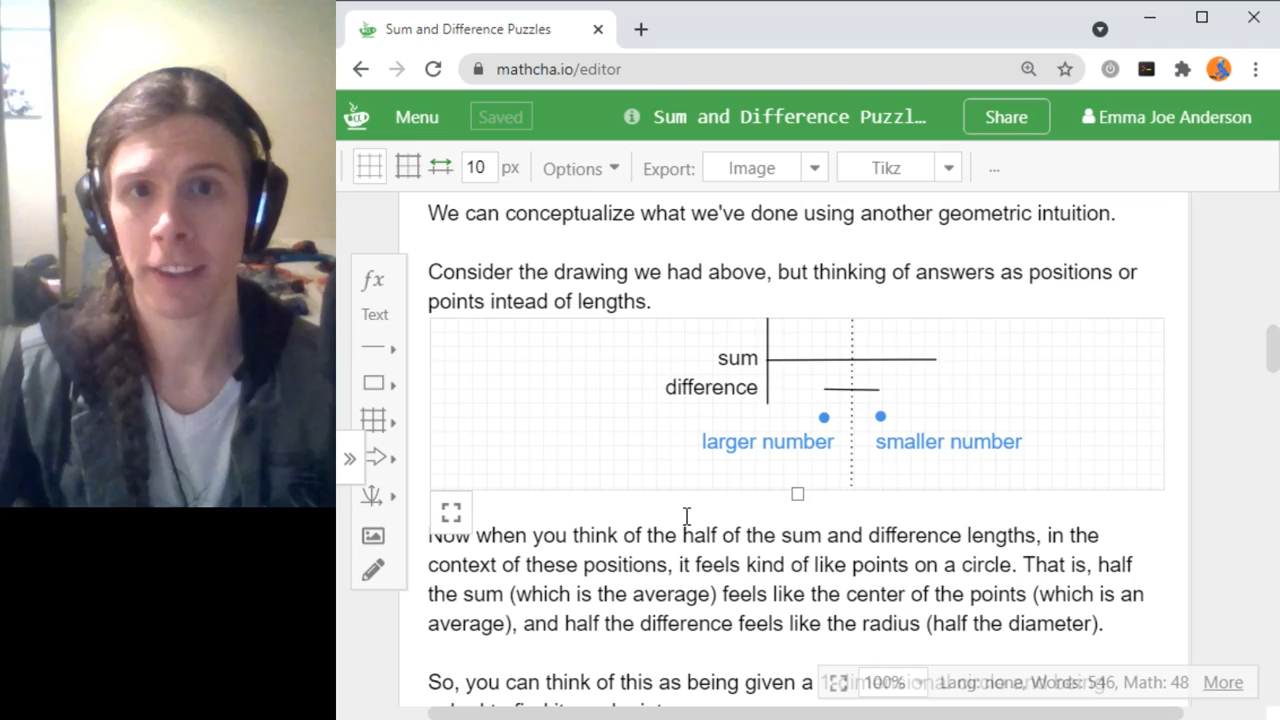 Sum and Difference Puzzles
mathcha.io/editor
Menu
Saved
Sum and Difference Puzzl...
Share
Emma Joe Anderson
10 px
Options
Export:
Image
Tikz
...
We can conceptualize what we've done using another geometric intuition.
Consider the drawing we had above, but thinking of answers as positions or
points intead of lengths.
fx
Text
sum
difference
larger number
smaller number
Now when you think of the half of the sum and difference lengths, in the
context of these positions, it feels kind of like points on a circle. That is, half
the sum (which is the average) feels like the center of the points (which is an
average), and half the difference feels like the radius (half the diameter).
So, you can think of this as being given a
100%
Lang: none, Words: 546, Math: 48
More